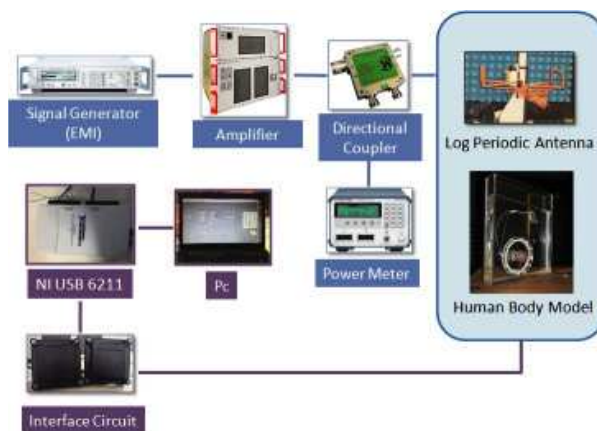 Signal Generator
(EMI)
Amplifier
Directional
Coupler
Log Periodic Antenna
Power Meter
NI USB 6211
Pc
Human Body Model
Interface Circuit